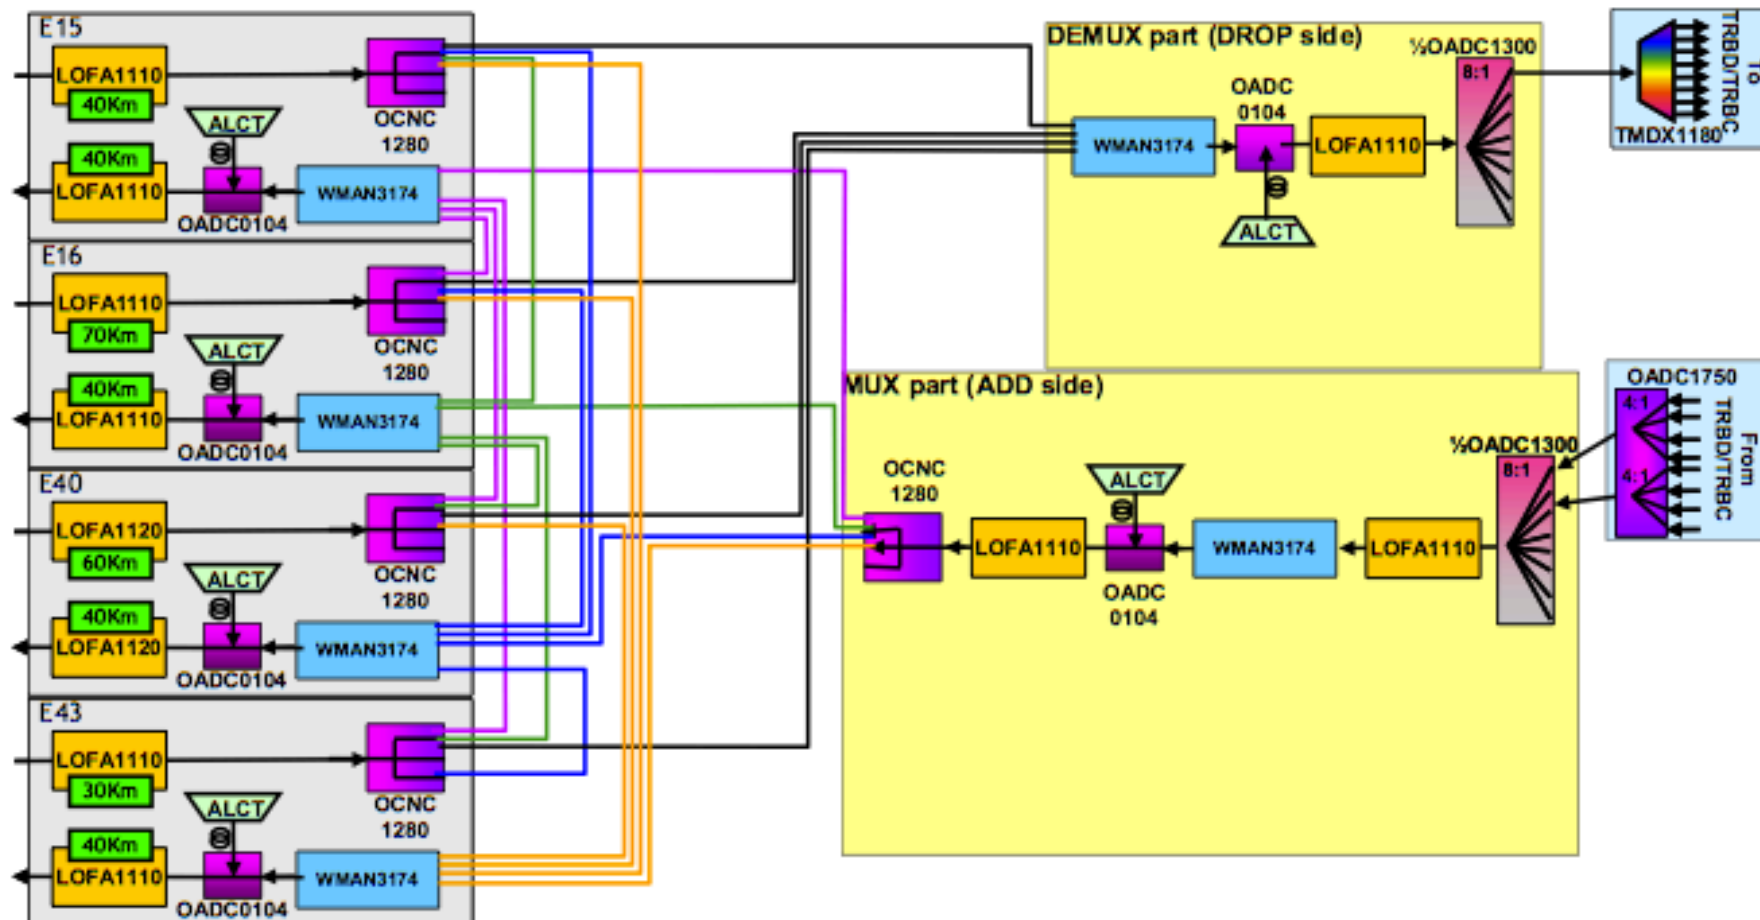 E15
LOFA1110
40Km
OCNC
1280
ALCT
40Km
LOFA1110
OADC0104
WMAN3174
E16
LOFA1110
70Km
OCNC
1280
ALCT
40Km
LOFA1110
OADC0104
WMAN3174
E40
LOFA1120
60Km
OCNC
1280
ALCT
40Km
LOFA1120
OADC0104
WMAN3174
E43
LOFA1110
30Km
OCNC
1280
ALCT
40Km
LOFA1110
OADC0104
WMAN3174
DEMUX part (DROP side)
WMAN3174
OADC
0104
ALCT
LOFA1110
½OADC1300
8:1
To
TRBD/TRBC
TMDX1180
MUX part (ADD side)
OCNC
1280
LOFA1110
ALCT
OADC
0104
WMAN3174
LOFA1110
½OADC1300
8:1
OADC1750
4:1
4:1
From
TRBD/TRBC